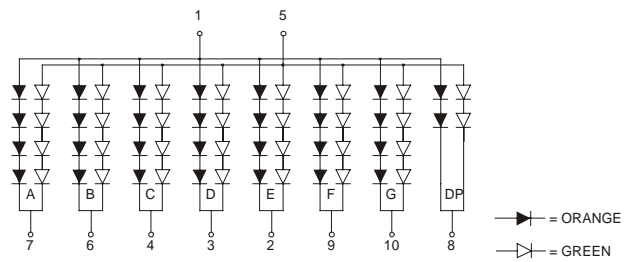 1 5
A B C D E F G DP
7 6 4 3 2 9 10 8
= ORANGE
= GREEN